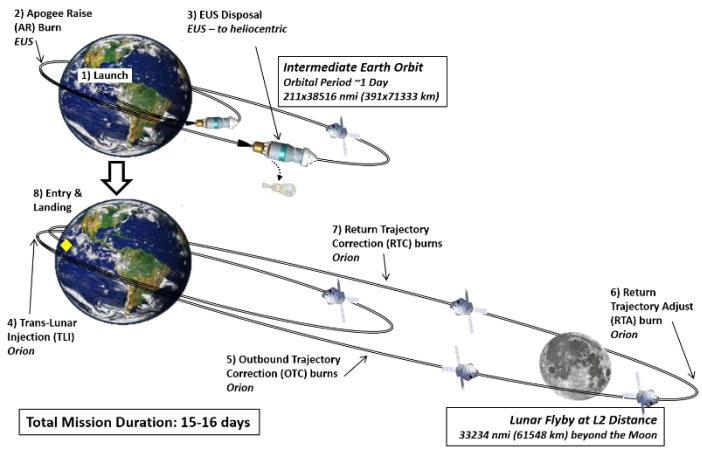 2) Apogee Raise
(AR) Burn
EUS
1) Launch
3) EUS Disposal
EUS – to heliocentric
Intermediate Earth Orbit
Orbital Period ~1 Day
211x38516 nmi (391x71333 km)
8) Entry &
Landing
7) Return Trajectory
Correction (RTC) burns
Orion
6) Return
Trajectory Adjust
(RTA) burn
Orion
4) Trans-Lunar
Injection (TLI)
Orion
5) Outbound Trajectory
Correction (OTC) burns
Orion
Total Mission Duration: 15-16 days
Lunar Flyby at L2 Distance
33234 nmi (61548 km) beyond the Moon